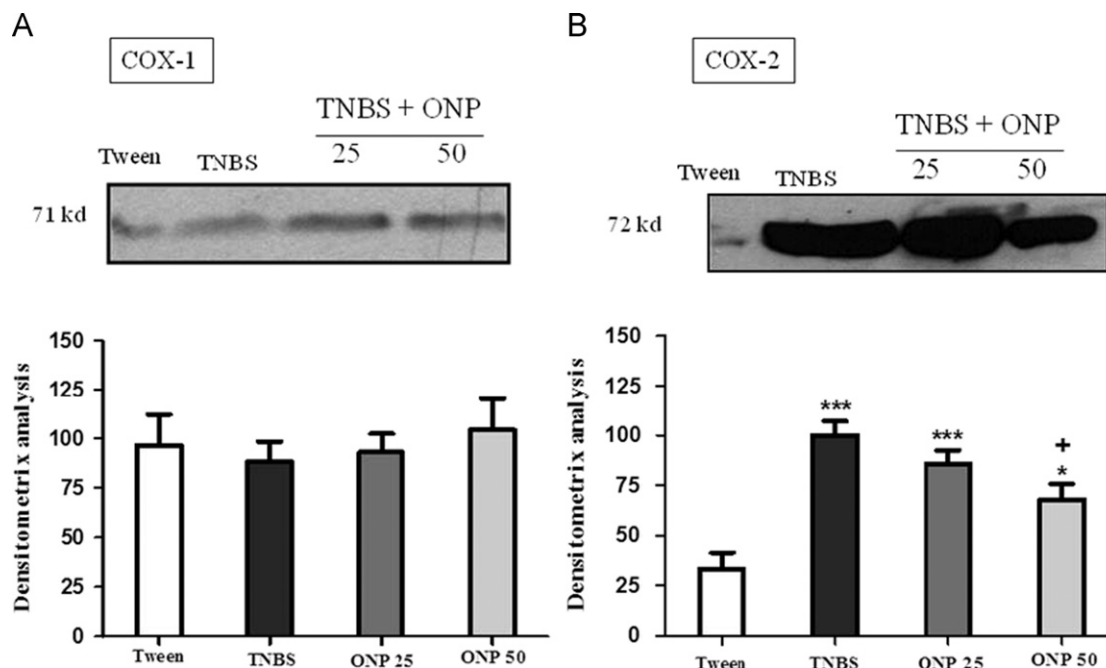 A
COX-1
TNBS + ONP
Tween TNBS 25 50
71 kd
Densitometrix analysis
150
125
100
75
50
25
0
Tween TNBS ONP 25 ONP 50
B
COX-2
TNBS + ONP
Tween TNBS 25 50
72 kd
Densitometrix analysis
150
125
100
75
50
25
0
***
***
+
*
Tween TNBS ONP 25 ONP 50